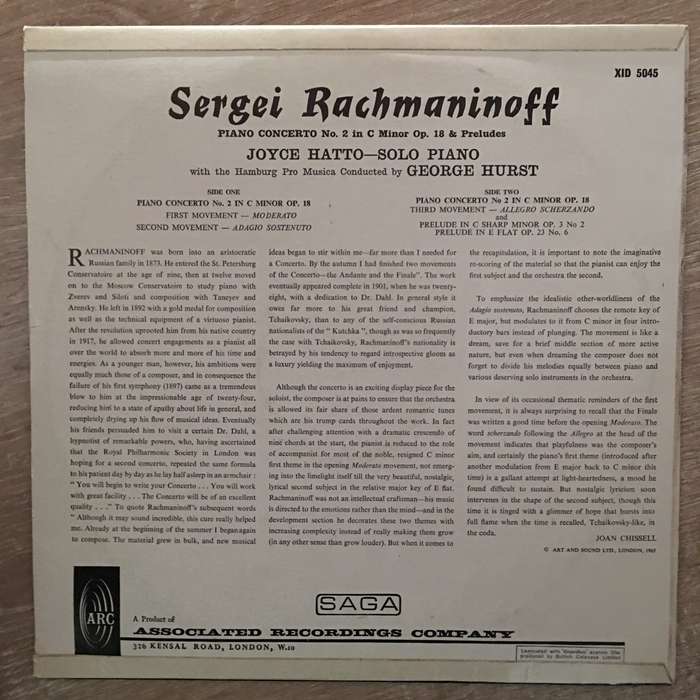 XID 5045
Sergei Rachmaninoff
PIANO CONCERTO No. 2 in C Minor Op. 18 & Preludes
JOYCE HATTO—SOLO PIANO
with the Hamburg Pro Musica Conducted by GEORGE HURST
SIDE ONE
PIANO CONCERTO No. 2 IN C MINOR OP. 18
FIRST MOVEMENT — MODERATO
SECOND MOVEMENT — ADAGIO SOSTENUTO
SIDE TWO
PIANO CONCERTO No 2 IN C MINOR OP. 18
THIRD MOVEMENT — ALLEGRO SCHERZANDO
and
PRELUDE IN C SHARP MINOR OP. 3 No 2
PRELUDE IN E FLAT OP. 23 No. 6
RACHMANINOFF was born into an aristocratic
Russian family in 1873. He entered the St. Petersburg
Conservatoire at the age of nine, then at twelve moved
on to the Moscow Conservatoire to study piano with
Zverev and Siloti and composition with Taneyev and
Arensky. He left in 1892 with a gold medal for composition
as well as the technical equipment of a virtuoso pianist.
After the revolution uprooted him from his native country
in 1917, he allowed concert engagements as a pianist all
over the world to absorb more and more of his time and
energies. As a younger man, however, his ambitions were
equally much those of a composer, and in consequence the
failure of his first symphony (1897) came as a tremendous
blow to him at the impressionable age of twenty-four,
reducing him to a state of apathy about life in general, and
completely drying up his flow of musical ideas. Eventually
his friends persuaded him to visit a certain Dr. Dahl, a
hypnotist of remarkable powers, who, having ascertained
that the Royal Philharmonic Society in London was
hoping for a second concerto, repeated the same formula
to his patient day by day as he lay half asleep in an armchair:
" You will begin to write your Concerto . . . You will work
with great facility . . . The Concerto will be of an excellent
quality . . ." To quote Rachmaninoff's subsequent words
" Although it may sound incredible, this cure really helped
me. Already at the beginning of the summer I began again
to compose. The material grew in bulk, and new musical
ideas began to stir within me—far more than I needed for
a Concerto. By the autumn I had finished two movements
of the Concerto—the Andante and the Finale". The work
eventually appeared complete in 1901, when he was twenty-
eight, with a dedication to Dr. Dahl. In general style it
owes far more to his great friend and champion,
Tchaikovsky, than to any of the self-conscious Russian
nationalists of the " Kutchka ", though as was so frequently
the case with Tchaikovsky, Rachmaninoff's nationality is
betrayed by his tendency to regard introspective gloom as
a luxury yielding the maximum of enjoyment.
Although the concerto is an exciting display piece for the
soloist, the composer is at pains to ensure that the orchestra
is allowed its fair share of those ardent romantic tunes
which are his trump cards throughout the work. In fact
after challenging attention with a dramatic crescendo of
nine chords at the start, the pianist is reduced to the role
of accompanist for most of the noble, resigned C minor
first theme in the opening Moderato movement, not emerg-
ing into the limelight itself till the very beautiful, nostalgic,
lyrical second subject in the relative major key of E flat.
Rachmaninoff was not an intellectual craftsman—his music
is directed to the emotions rather than the mind—and in the
development section he decorates these two themes with
increasing complexity instead of really making them grow
(in any other sense than grow louder). But when it comes to
the recapitulation, it is important to note the imaginative
re-scoring of the material so that the pianist can enjoy the
first subject and the orchestra the second.
To emphasize the idealistic other-worldliness of the
Adagio sostenuto, Rachmaninoff chooses the remote key of
E major, but modulates to it from C minor in four intro-
ductory bars instead of plunging. The movement is like a
dream, save for a brief middle section of more active
nature, but even when dreaming the composer does not
forget to divide his melodies equally between piano and
various deserving solo instruments in the orchestra.
In view of its occasional thematic reminders of the first
movement, it is always surprising to recall that the Finale
was written a good time before the opening Moderato. The
word scherzando following the Allegro at the head of the
movement indicates that playfulness was the composer's
aim, and certainly the piano's first theme (introduced after
another modulation from E major back to C minor this
time) is a gallant attempt at light-heartedness, a mood he
found difficult to sustain. But nostalgic lyricism soon
intervenes in the shape of the second subject, though this
time it is tinged with a glimmer of hope that bursts into
full flame when the time is recalled, Tchaikovsky-like, in
the coda.
JOAN CHISSELL
© ART AND SOUND LTD., LONDON,
SAGA
ARC
A Product of
ASSOCIATED RECORDINGS COMPANY
326 KENSAL ROAD, LONDON, W.10